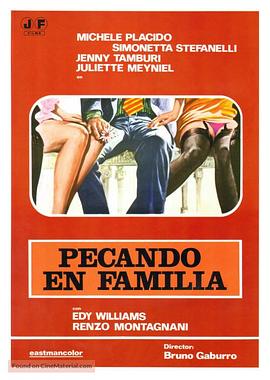 JF
FILMS
MICHELE PLACIDO
SIMONETTA STEFANELLI
JENNY TAMBURI
JULIETTE MEYNIEL
en
PECANDO
EN FAMILIA
con
EDY WILLIAMS
RENZO MONTAGNANI
Director:
eastmancolor
Bruno Gaburro
Found on CineMaterial.com